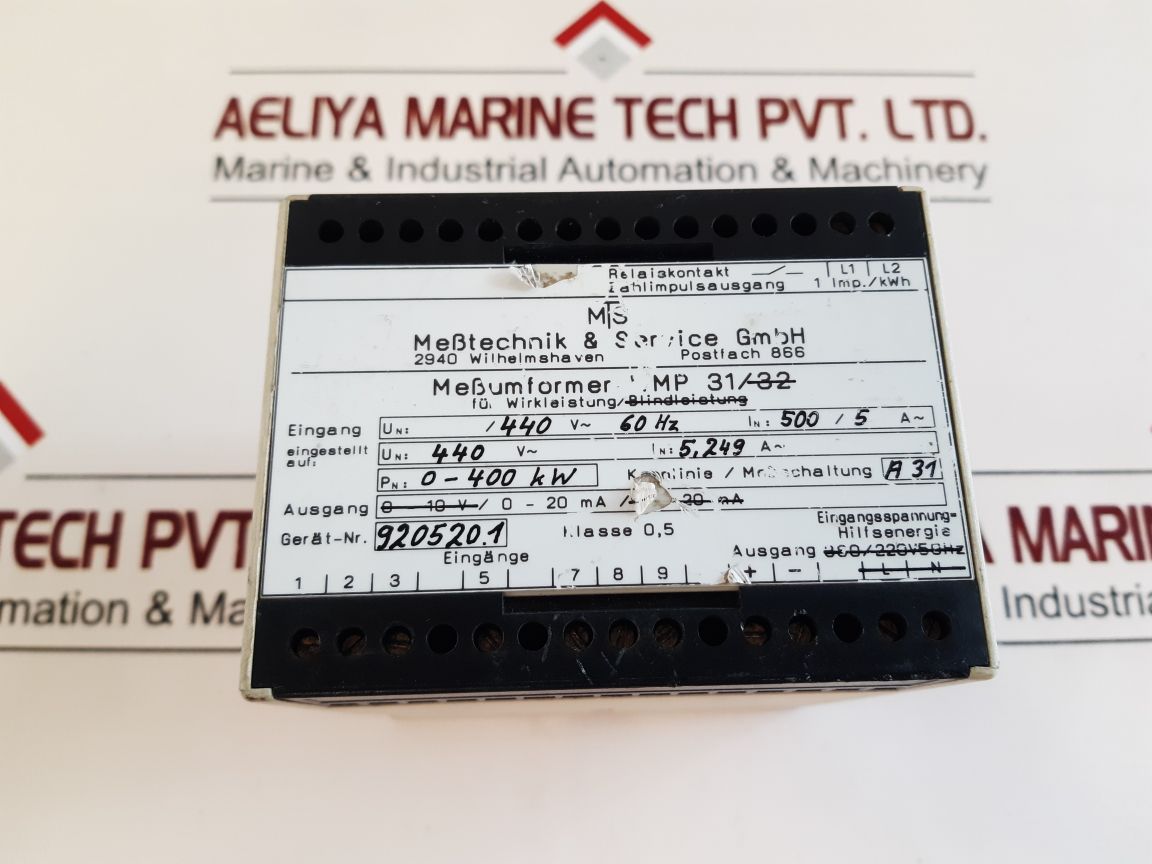 AELIYA MARINE TECH PVT. LTD.
Marine & Industrial Automation & Machinery
Relaiskontakt L1 L2
Zahlimpulsausgang 1 Imp./kWh
MTS
Meßtechnik & Service GmbH
2940 Wilhelmshaven Postfach 866
Meßumformer MP 31/32
für Wirkleistung/Blindleistung
Eingang UN: /440 V~ 60 Hz IN: 500 / 5 A~
eingestellt auf: UN: 440 V~ IN: 5,249 A~
PN: 0-400 kW Kennlinie / Meßschaltung A 31
Ausgang 0 - 10 V / 0 - 20 mA / 20 mA
Gerät-Nr. 920520.1 Klasse 0,5 Eingangsspannung=
Hilfsenergie
Eingänge Ausgang /220V50Hz
1 2 3 5 7 8 9 + - L N
TECH PVT
MARIN
mation & Ma
Industria